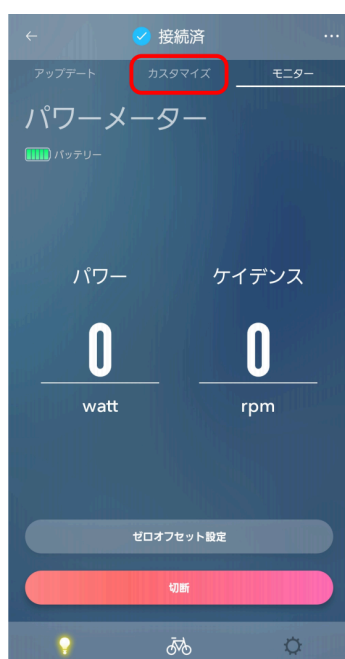 接続済
アップデート カスタマイズ モニター
パワーメーター
バッテリー
パワー ケイデンス
0 0
watt rpm
ゼロオフセット設定
切断